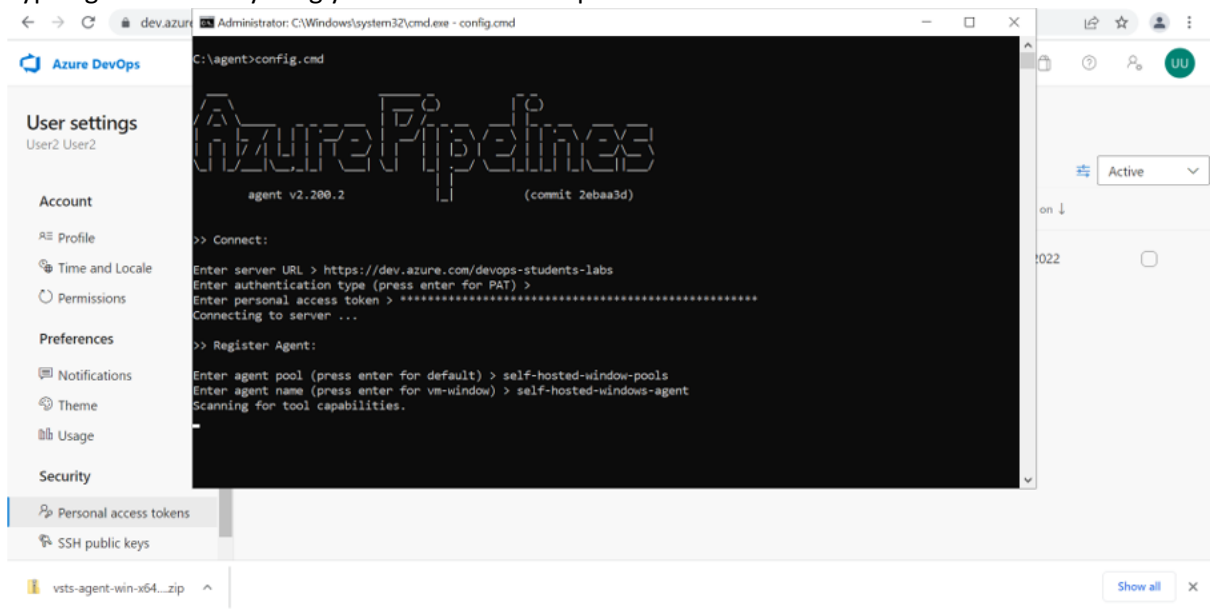 dev.azure
Administrator: C:\Windows\system32\cmd.exe - config.cmd
Azure DevOps
UU
User settings
User2 User2
Active
on ↓
2022
Account
Profile
Time and Locale
Permissions
Preferences
Notifications
Theme
Usage
Security
Personal access tokens
SSH public keys
C:\agent>config.cmd
AzurePipelines
agent v2.200.2 (commit 2ebaa3d)
>> Connect:
Enter server URL > https://dev.azure.com/devops-students-labs
Enter authentication type (press enter for PAT) >
Enter personal access token > ****************************************************
Connecting to server ...
>> Register Agent:
Enter agent pool (press enter for default) > self-hosted-window-pools
Enter agent name (press enter for vm-window) > self-hosted-windows-agent
Scanning for tool capabilities.
vsts-agent-win-x64....zip
Show all